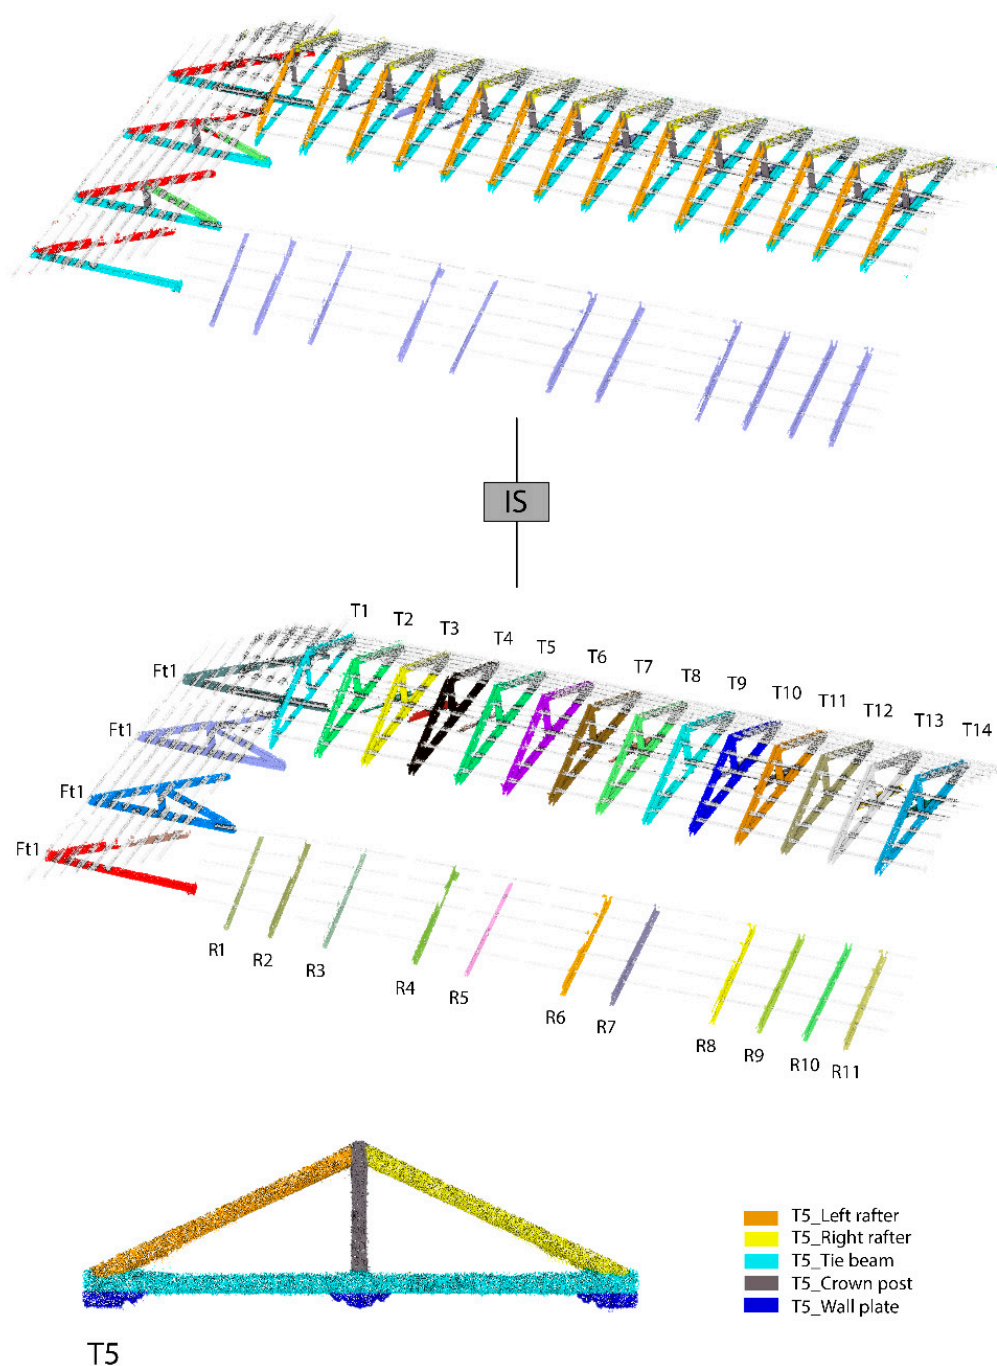 IS
T1
T2
T3
T4
T5
T6
T7
T8
T9
T10
T11
T12
T13
T14
Ft1
Ft1
Ft1
Ft1
R1
R2
R3
R4
R5
R6
R7
R8
R9
R10
R11
T5_Left rafter
T5_Right rafter
T5_Tie beam
T5_Crown post
T5_Wall plate
T5